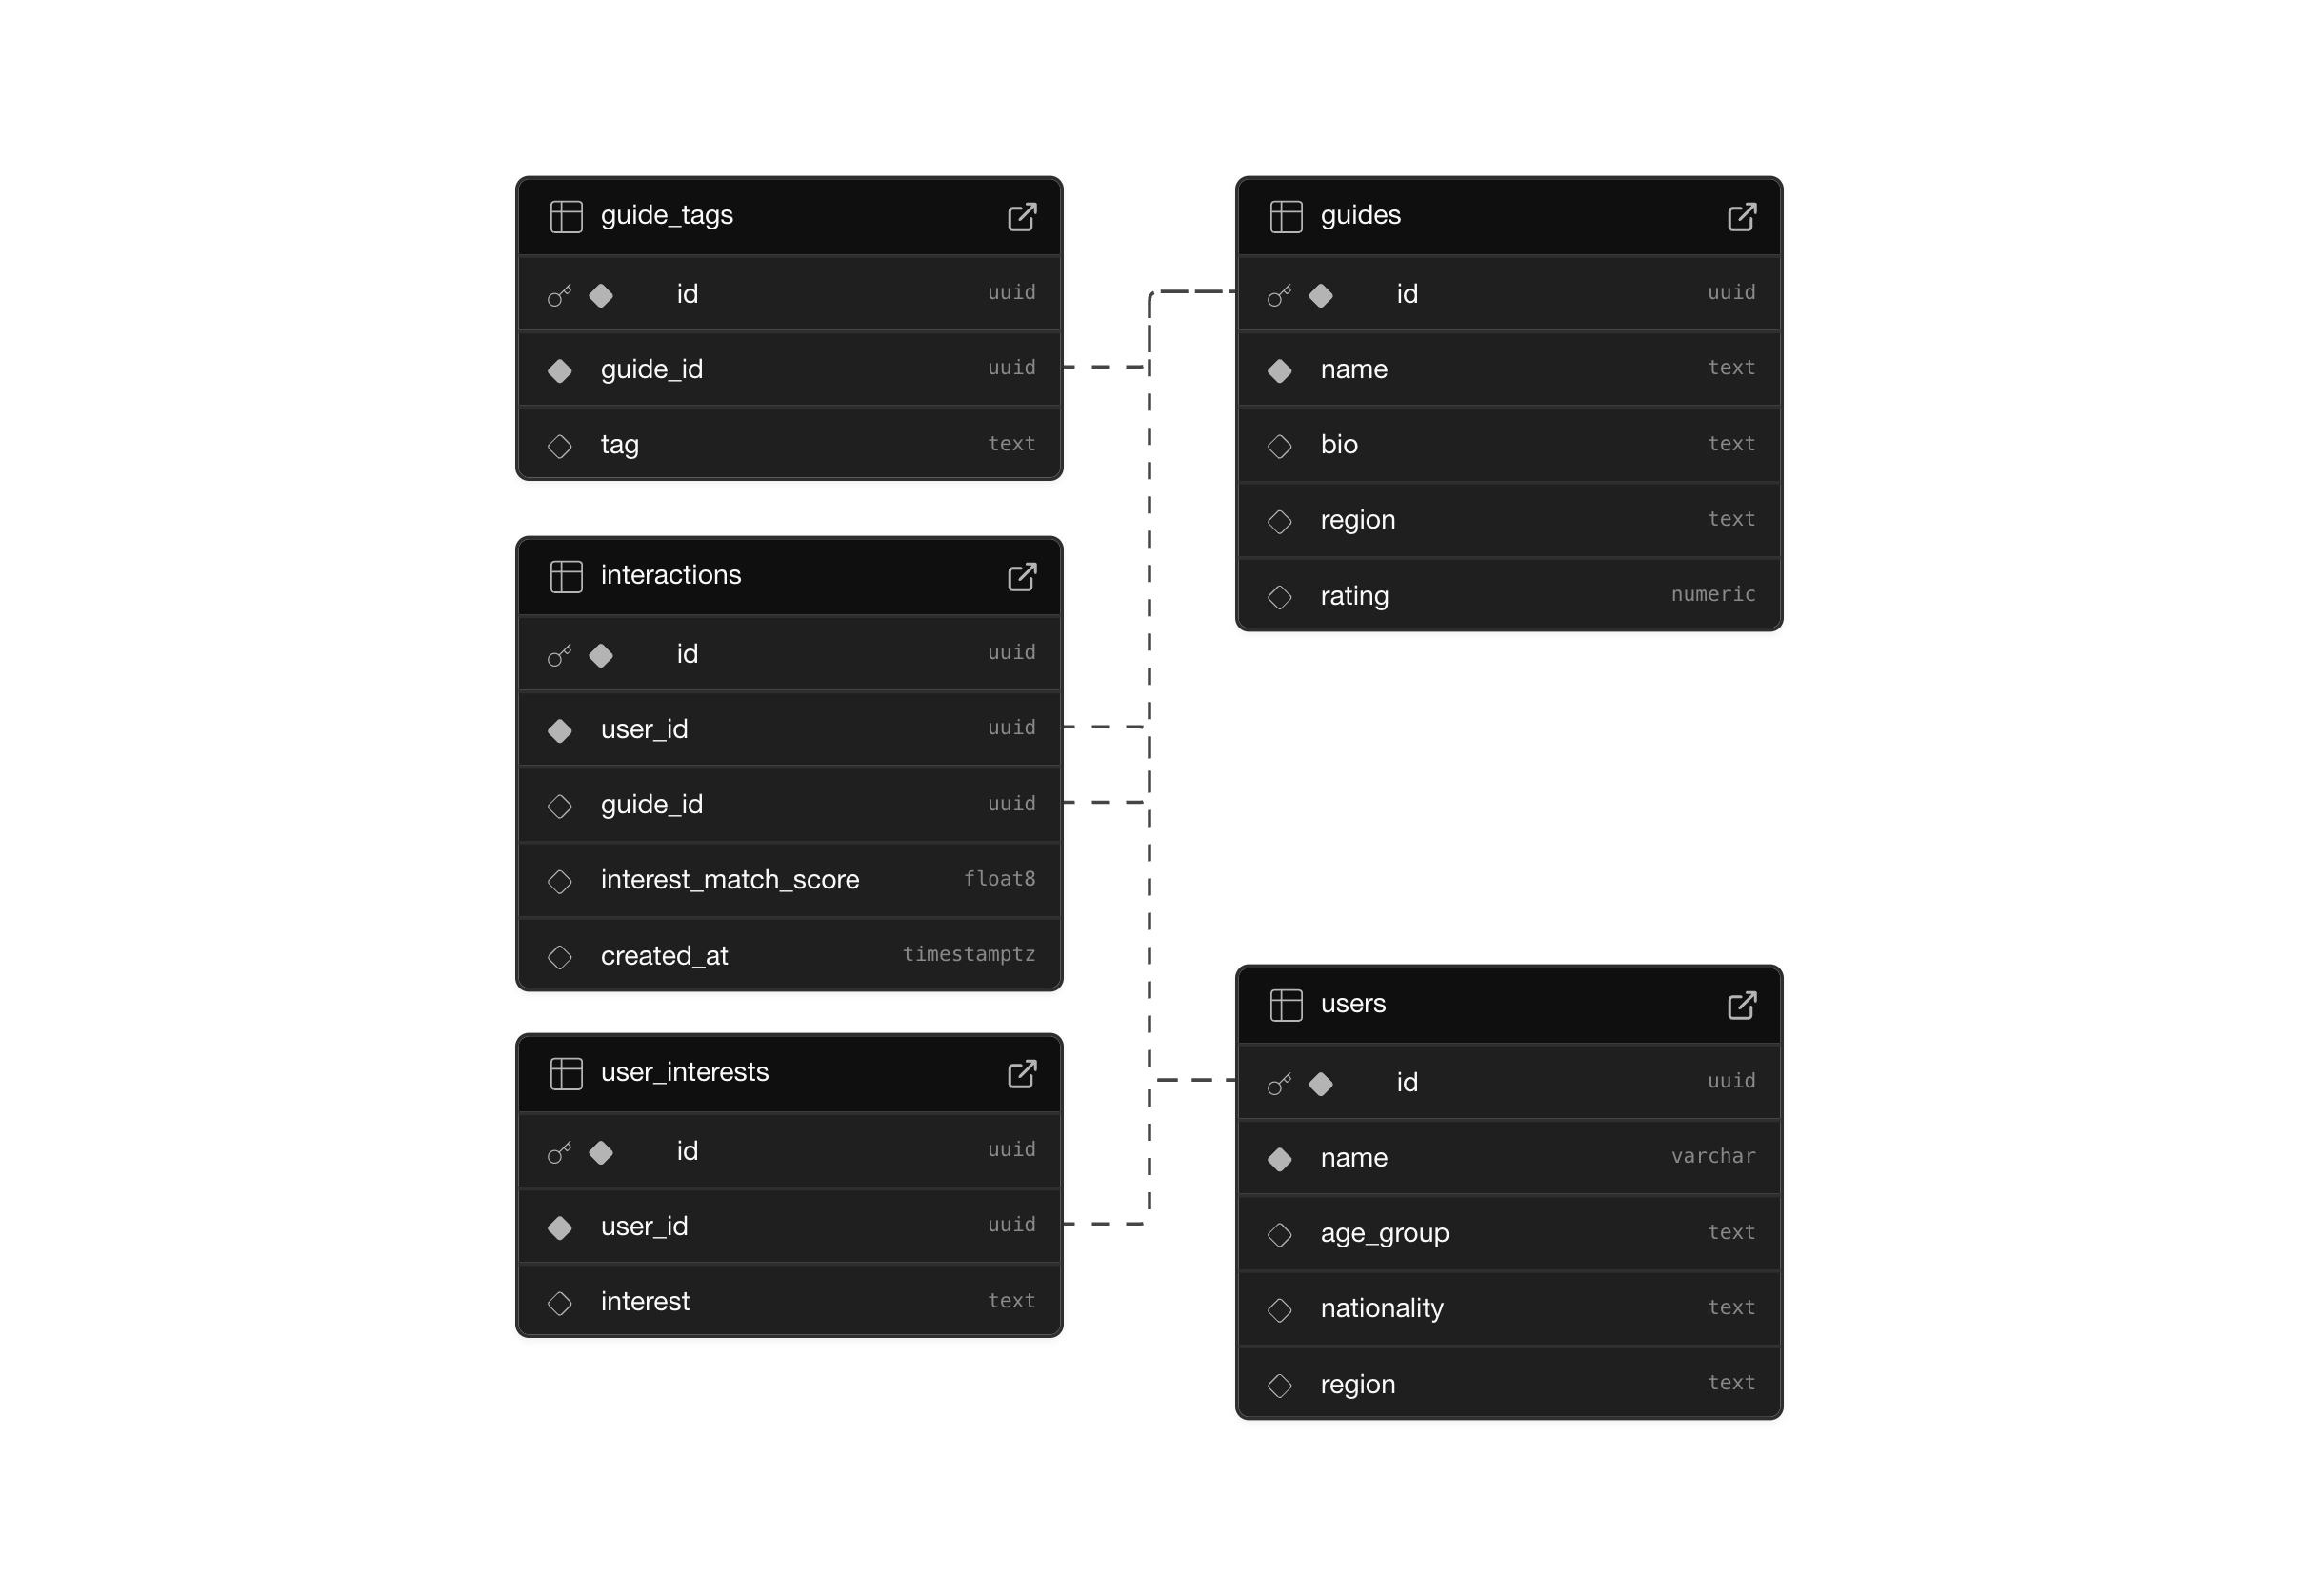 guide_tags
id uuid
guide_id uuid
tag text
guides
id uuid
name text
bio text
region text
rating numeric
interactions
id uuid
user_id uuid
guide_id uuid
interest_match_score float8
created_at timestamptz
user_interests
id uuid
user_id uuid
interest text
users
id uuid
name varchar
age_group text
nationality text
region text